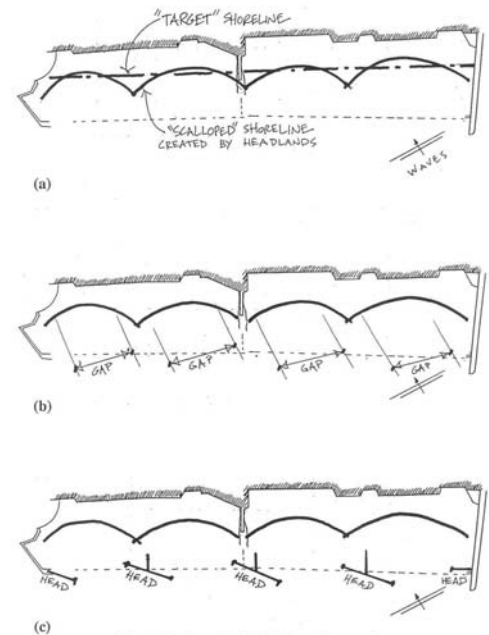 "TARGET" SHORELINE
"SCALLOPED" SHORELINE
CREATED BY HEADLANDS
WAVES
(a)
GAP
GAP
GAP
GAP
(b)
HEAD
HEAD
HEAD
HEAD
HEAD
(c)